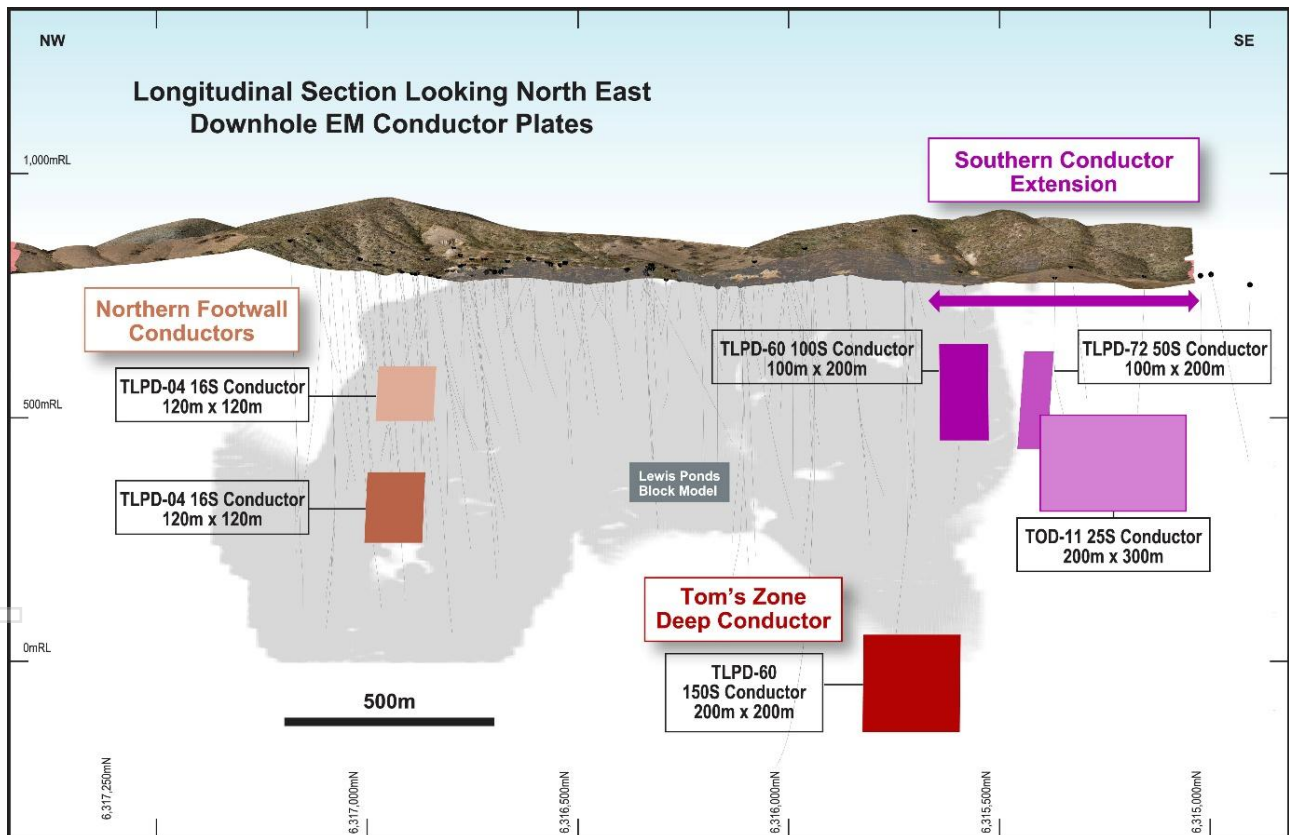 NW
SE
Longitudinal Section Looking North East
Downhole EM Conductor Plates
1,000mRL
Southern Conductor
Extension
Northern Footwall
Conductors
TLPD-60 100S Conductor
100m x 200m
TLPD-72 50S Conductor
100m x 200m
TLPD-04 16S Conductor
120m x 120m
500mRL
Lewis Ponds
Block Model
TLPD-04 16S Conductor
120m x 120m
TOD-11 25S Conductor
200m x 300m
Tom's Zone
Deep Conductor
0mRL
TLPD-60
150S Conductor
200m x 200m
500m
6,317,250mN
6,317,000mN
6,316,500mN
6,316,000mN
6,315,500mN
6,315,000mN